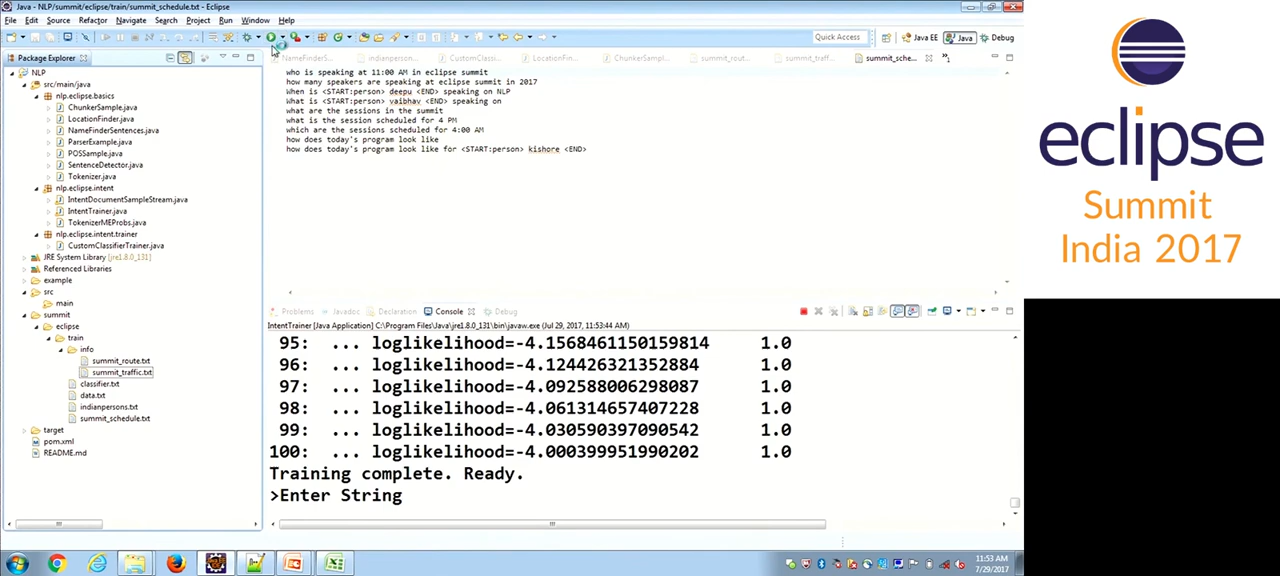 Java - NLP/summit/eclipse/train/summit_schedule.txt - Eclipse
File Edit Source Refactor Navigate Search Project Run Window Help
Quick Access Java EE Java Debug
Package Explorer
NameFinderS... indianperson... CustomClassi... LocationFin... ChunkerSampl... summit_rout... summit_traff... summit_sche...
NLP
src/main/java
nlp.eclipse.basics
ChunkerSample.java
LocationFinder.java
NameFinderSentences.java
ParserExample.java
POSSample.java
SentenceDetector.java
Tokenizer.java
nlp.eclipse.intent
IntentDocumentSampleStream.java
IntentTrainer.java
TokenizerMEProbs.java
nlp.eclipse.intent.trainer
CustomClassifierTrainer.java
JRE System Library [jre1.8.0_131]
Referenced Libraries
example
src
main
summit
eclipse
train
info
summit_route.txt
summit_traffic.txt
classifier.txt
data.txt
indianpersons.txt
summit_schedule.txt
target
pom.xml
README.md
who is speaking at 11:00 AM in eclipse summit
how many speakers are speaking at eclipse summit in 2017
When is <START:person> deepu <END> speaking on NLP
What is <START:person> vaibhav <END> speaking on
what are the sessions in the summit
what is the session scheduled for 4 PM
which are the sessions scheduled for 4:00 AM
how does today's program look like
how does today's program look like for <START:person> kishore <END>
Problems Javadoc Declaration Console Debug
IntentTrainer [Java Application] C:\Program Files\Java\jre1.8.0_131\bin\javaw.exe (Jul 29, 2017, 11:53:44 AM)
95: ... loglikelihood=-4.1568461150159814 1.0
96: ... loglikelihood=-4.124426321352884 1.0
97: ... loglikelihood=-4.092588006298087 1.0
98: ... loglikelihood=-4.061314657407228 1.0
99: ... loglikelihood=-4.030590397090542 1.0
100: ... loglikelihood=-4.000399951990202 1.0
Training complete. Ready.
>Enter String
11:53 AM
7/29/2017
eclipse
Summit
India 2017